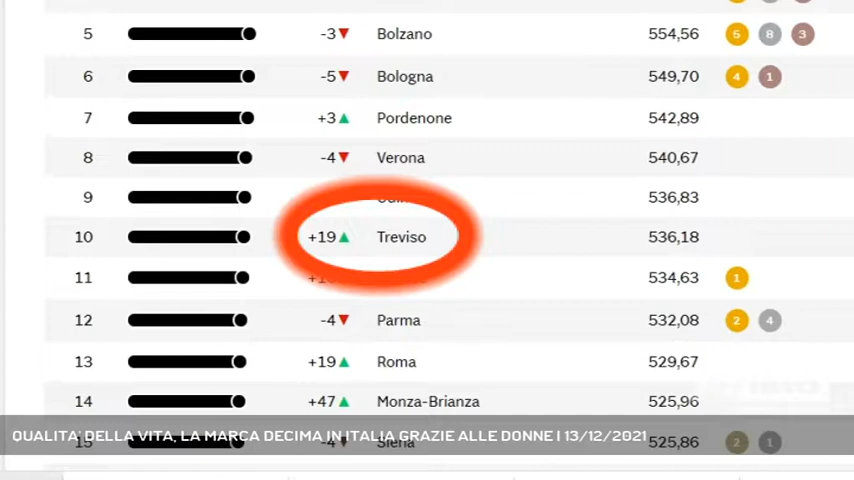 5 -3 Bolzano 554,56 5 8 3
6 -5 Bologna 549,70 4 1
7 +3 Pordenone 542,89
8 -4 Verona 540,67
9 536,83
10 +19 Treviso 536,18
11 534,63 1
12 -4 Parma 532,08 2 4
13 +19 Roma 529,67
14 +47 Monza-Brianza 525,96
15 -4 Siena 525,86 2 1
QUALITA' DELLA VITA, LA MARCA DECIMA IN ITALIA GRAZIE ALLE DONNE | 13/12/2021